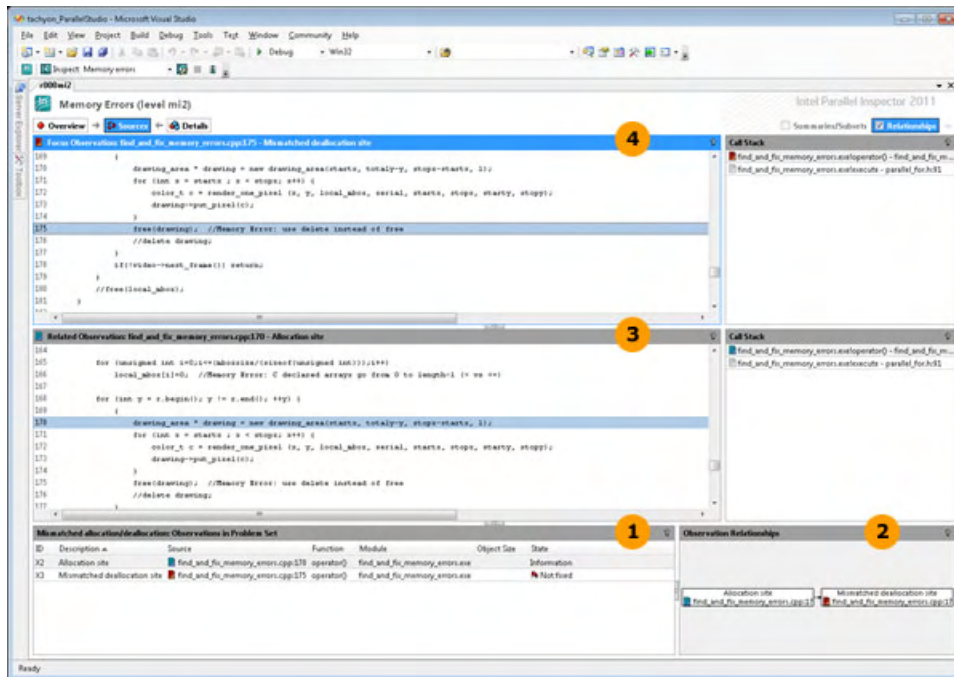 tachyon_ParallelStudio - Microsoft Visual Studio
File Edit View Project Build Debug Tools Test Window Community Help
Debug Win32
Inspect: Memory errors
r000mi2
Memory Errors (level mi2)
Intel Parallel Inspector 2011
Overview Sources Details
Summaries/Subsets Relationships
Server Explorer
Toolbox
Focus Observation: find_and_fix_memory_errors.cpp:175 - Mismatched deallocation site
4
Call Stack
169 {
170 drawing_area * drawing = new drawing_area(startx, totaly-y, stopx-startx, 1);
171 for (int x = startx ; x < stopx; x++) {
172 color_t c = render_one_pixel (x, y, local_mbox, serial, startx, stopx, starty, stopy);
173 drawing->put_pixel(c);
174 }
175 free(drawing); //Memory Error: use delete instead of free
176 //delete drawing;
177 }
178 if(!video->next_frame()) return;
179 }
180 //free(local_mbox);
181 }
find_and_fix_memory_errors.exe!operator() - find_and_fix_m...
find_and_fix_memory_errors.exe!execute - parallel_for.h:91
Related Observation: find_and_fix_memory_errors.cpp:170 - Allocation site
3
Call Stack
164
165 for (unsigned int i=0;i<=(mboxsize/(sizeof(unsigned int)));i++)
166 local_mbox[i]=0; //Memory Error: C declared arrays go from 0 to length-1 (< vs <=)
167
168 for (int y = r.begin(); y != r.end(); ++y) {
169 {
170 drawing_area * drawing = new drawing_area(startx, totaly-y, stopx-startx, 1);
171 for (int x = startx ; x < stopx; x++) {
172 color_t c = render_one_pixel (x, y, local_mbox, serial, startx, stopx, starty, stopy);
173 drawing->put_pixel(c);
174 }
175 free(drawing); //Memory Error: use delete instead of free
176 //delete drawing;
177 }
find_and_fix_memory_errors.exe!operator() - find_and_fix_m...
find_and_fix_memory_errors.exe!execute - parallel_for.h:91
Mismatched allocation/deallocation: Observations in Problem Set
1
Observation Relationships
2
ID Description Source Function Module Object Size State
X2 Allocation site find_and_fix_memory_errors.cpp:170 operator() find_and_fix_memory_errors.exe Information
X3 Mismatched deallocation site find_and_fix_memory_errors.cpp:175 operator() find_and_fix_memory_errors.exe Not fixed
Allocation site
find_and_fix_memory_errors.cpp:17
Mismatched deallocation site
find_and_fix_memory_errors.cpp:17
Ready